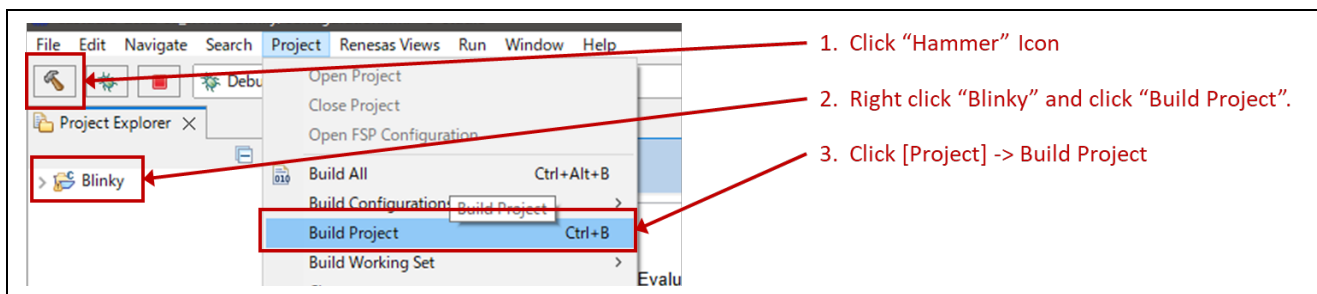 File Edit Navigate Search Project Renesas Views Run Window Help
1. Click “Hammer” Icon
Debu
Open Project
Close Project
2. Right click “Blinky” and click “Build Project”.
Project Explorer
Open FSP Configuration
3. Click [Project] -> Build Project
Build All Ctrl+Alt+B
Blinky
Build Configurations
Build Project
Build Project Ctrl+B
Build Working Set
Evalu